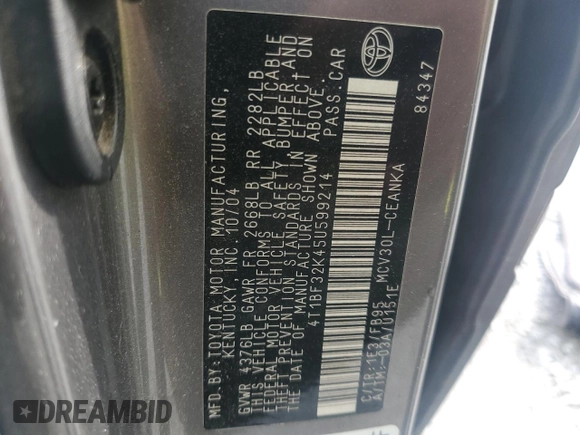 MFD.BY:TOYOTA MOTOR MANUFACTURING,
KENTUCKY, INC. 10/04
GVWR 4376LB GAWR FR 2668LB RR 2282LB
THIS VEHICLE CONFORMS TO ALL APPLICABLE
FEDERAL MOTOR VEHICLE SAFETY, BUMPER, AND
THEFT PREVENTION STANDARDS IN EFFECT ON
THE DATE OF MANUFACTURE SHOWN ABOVE.
4T1BF32K45U599214 PASS.CAR
C/TR:1E3/FB95 MCV30L-CEANKA
A/TM:-03A/U151E
84347
DREAMBID